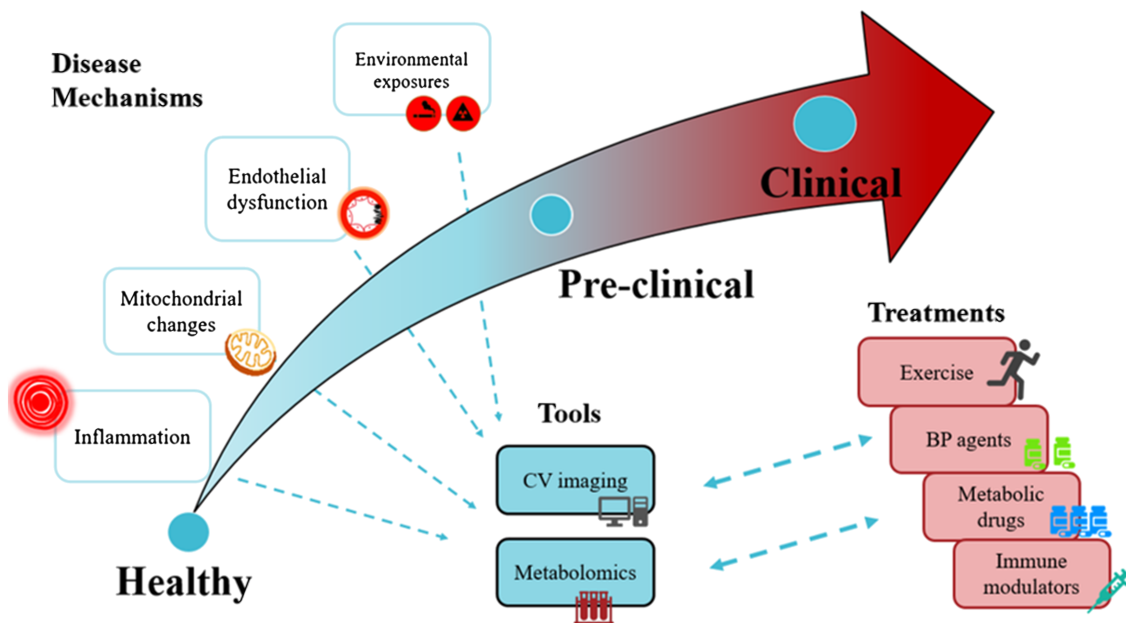 Disease
Mechanisms
Environmental
exposures
Endothelial
dysfunction
Mitochondrial
changes
Inflammation
Healthy
Pre-clinical
Clinical
Tools
CV imaging
Metabolomics
Treatments
Exercise
BP agents
Metabolic
drugs
Immune
modulators